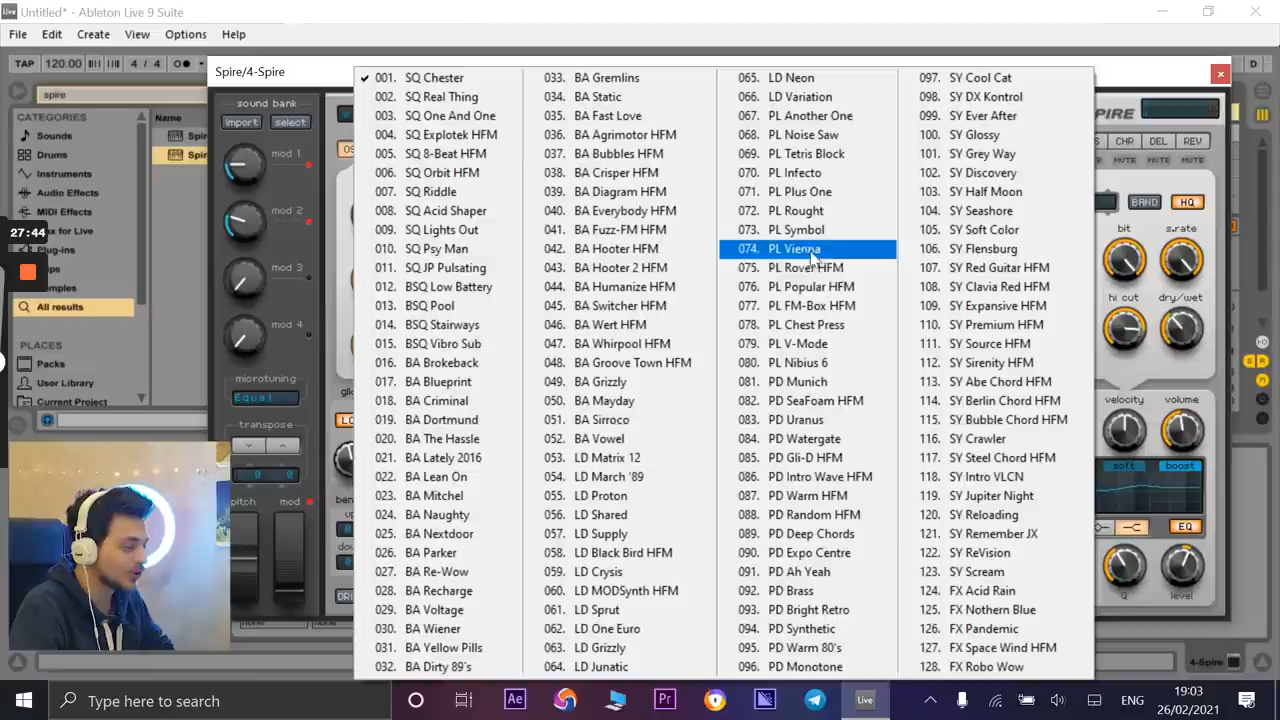 Live Untitled* - Ableton Live 9 Suite
File Edit Create View Options Help
TAP 120.00 4 / 4 D
Spire/4-Spire
spire
CATEGORIES
Sounds
Drums
Instruments
Audio Effects
MIDI Effects
27:44
All results
PLACES
Packs
User Library
Current Project
Spir
Spir
sound bank
import select
mod 1
mod 2
mod 3
mod 4
microtuning
Equal
transpose
0 0
pitch mod
001. SQ Chester
002. SQ Real Thing
003. SQ One And One
004. SQ Explotek HFM
005. SQ 8-Beat HFM
006. SQ Orbit HFM
007. SQ Riddle
008. SQ Acid Shaper
009. SQ Lights Out
010. SQ Psy Man
011. SQ JP Pulsating
012. BSQ Low Battery
013. BSQ Pool
014. BSQ Stairways
015. BSQ Vibro Sub
016. BA Brokeback
017. BA Blueprint
018. BA Criminal
019. BA Dortmund
020. BA The Hassle
021. BA Lately 2016
022. BA Lean On
023. BA Mitchel
024. BA Naughty
025. BA Nextdoor
026. BA Parker
027. BA Re-Wow
028. BA Recharge
029. BA Voltage
030. BA Wiener
031. BA Yellow Pills
032. BA Dirty 89`s
033. BA Gremlins
034. BA Static
035. BA Fast Love
036. BA Agrimotor HFM
037. BA Bubbles HFM
038. BA Crisper HFM
039. BA Diagram HFM
040. BA Everybody HFM
041. BA Fuzz-FM HFM
042. BA Hooter HFM
043. BA Hooter 2 HFM
044. BA Humanize HFM
045. BA Switcher HFM
046. BA Wert HFM
047. BA Whirpool HFM
048. BA Groove Town HFM
049. BA Grizzly
050. BA Mayday
051. BA Sirroco
052. BA Vowel
053. LD Matrix 12
054. LD March '89
055. LD Proton
056. LD Shared
057. LD Supply
058. LD Black Bird HFM
059. LD Crysis
060. LD MODSynth HFM
061. LD Sprut
062. LD One Euro
063. LD Grizzly
064. LD Junatic
065. LD Neon
066. LD Variation
067. PL Another One
068. PL Noise Saw
069. PL Tetris Block
070. PL Infecto
071. PL Plus One
072. PL Rought
073. PL Symbol
074. PL Vienna
075. PL Rover HFM
076. PL Popular HFM
077. PL FM-Box HFM
078. PL Chest Press
079. PL V-Mode
080. PL Nibius 6
081. PD Munich
082. PD SeaFoam HFM
083. PD Uranus
084. PD Watergate
085. PD Gli-D HFM
086. PD Intro Wave HFM
087. PD Warm HFM
088. PD Random HFM
089. PD Deep Chords
090. PD Expo Centre
091. PD Ah Yeah
092. PD Brass
093. PD Bright Retro
094. PD Synthetic
095. PD Warm 80's
096. PD Monotone
097. SY Cool Cat
098. SY DX Kontrol
099. SY Ever After
100. SY Glossy
101. SY Grey Way
102. SY Discovery
103. SY Half Moon
104. SY Seashore
105. SY Soft Color
106. SY Flensburg
107. SY Red Guitar HFM
108. SY Clavia Red HFM
109. SY Expansive HFM
110. SY Premium HFM
111. SY Source HFM
112. SY Sirenity HFM
113. SY Abe Chord HFM
114. SY Berlin Chord HFM
115. SY Bubble Chord HFM
116. SY Crawler
117. SY Steel Chord HFM
118. SY Intro VLCN
119. SY Jupiter Night
120. SY Reloading
121. SY Remember JX
122. SY ReVision
123. SY Scream
124. FX Acid Rain
125. FX Nothern Blue
126. FX Pandemic
127. FX Space Wind HFM
128. FX Robo Wow
CHR DEL REV
MUTE MUTE MUTE
BAND HQ
bit s.rate
hi cut dry/wet
velocity volume
soft boost
EQ
Q level
4-Spire
Type here to search
Ae Pr Live
ENG
19:03
26/02/2021